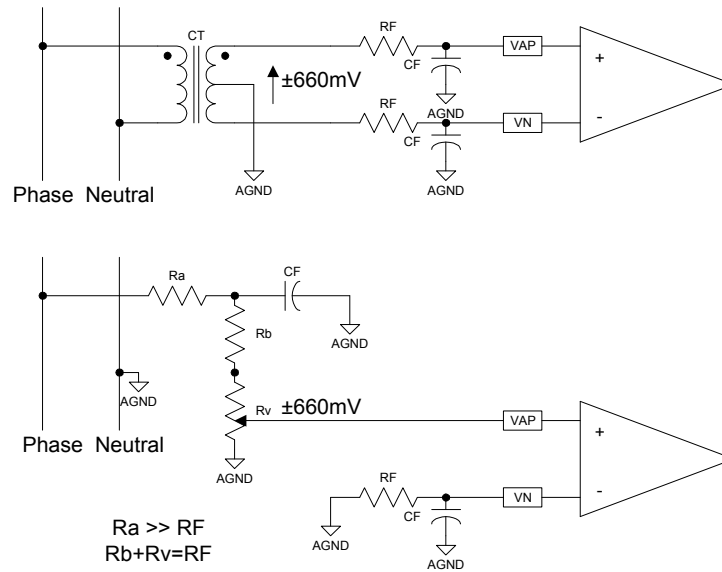 CT
RF
CF
VAP
AGND
±660mV
RF
CF
VN
AGND
AGND
Phase Neutral
+
-
Ra
CF
AGND
Rb
AGND
Rv ±660mV
VAP
Phase Neutral
AGND
RF
CF
VN
AGND
AGND
+
-
Ra >> RF
Rb+Rv=RF